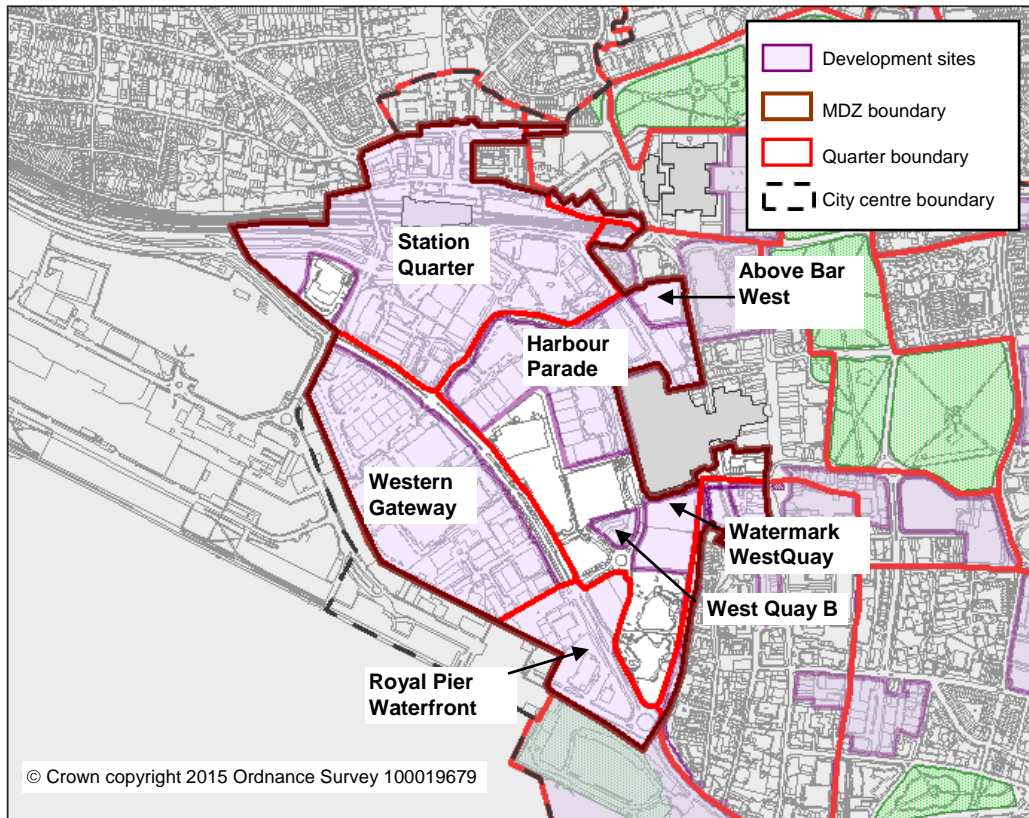 Development sites
MDZ boundary
Quarter boundary
City centre boundary
Station
Quarter
Above Bar
West
Harbour
Parade
Western
Gateway
Watermark
WestQuay
West Quay B
Royal Pier
Waterfront
© Crown copyright 2015 Ordnance Survey 100019679